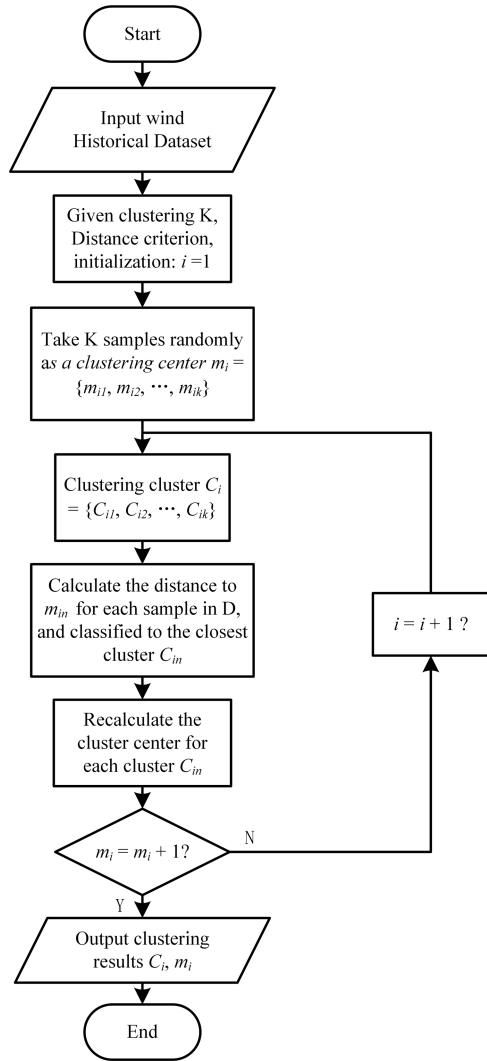 Start
Input wind
Historical Dataset
Given clustering K,
Distance criterion,
initialization: i =1
Take K samples randomly
as a clustering center mᵢ =
{mᵢ₁, mᵢ₂, ⋯, mᵢₖ}
Clustering cluster Cᵢ
= {Cᵢ₁, Cᵢ₂, ⋯, Cᵢₖ}
Calculate the distance to
mᵢₙ for each sample in D,
and classified to the closest
cluster Cᵢₙ
i = i + 1 ?
Recalculate the
cluster center for
each cluster Cᵢₙ
mᵢ = mᵢ + 1?
N
Y
Output clustering
results Cᵢ, mᵢ
End